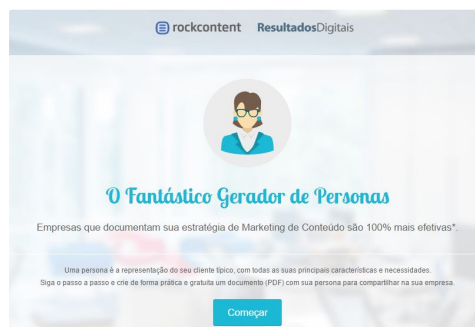 rockcontent ResultadosDigitais
O Fantástico Gerador de Personas
Empresas que documentam sua estratégia de Marketing de Conteúdo são 100% mais efetivas*.
Uma persona é a representação do seu cliente típico, com todas as suas principais características e necessidades.
Siga o passo a passo e crie de forma prática e gratuita um documento (PDF) com sua persona para compartilhar na sua empresa.
Começar